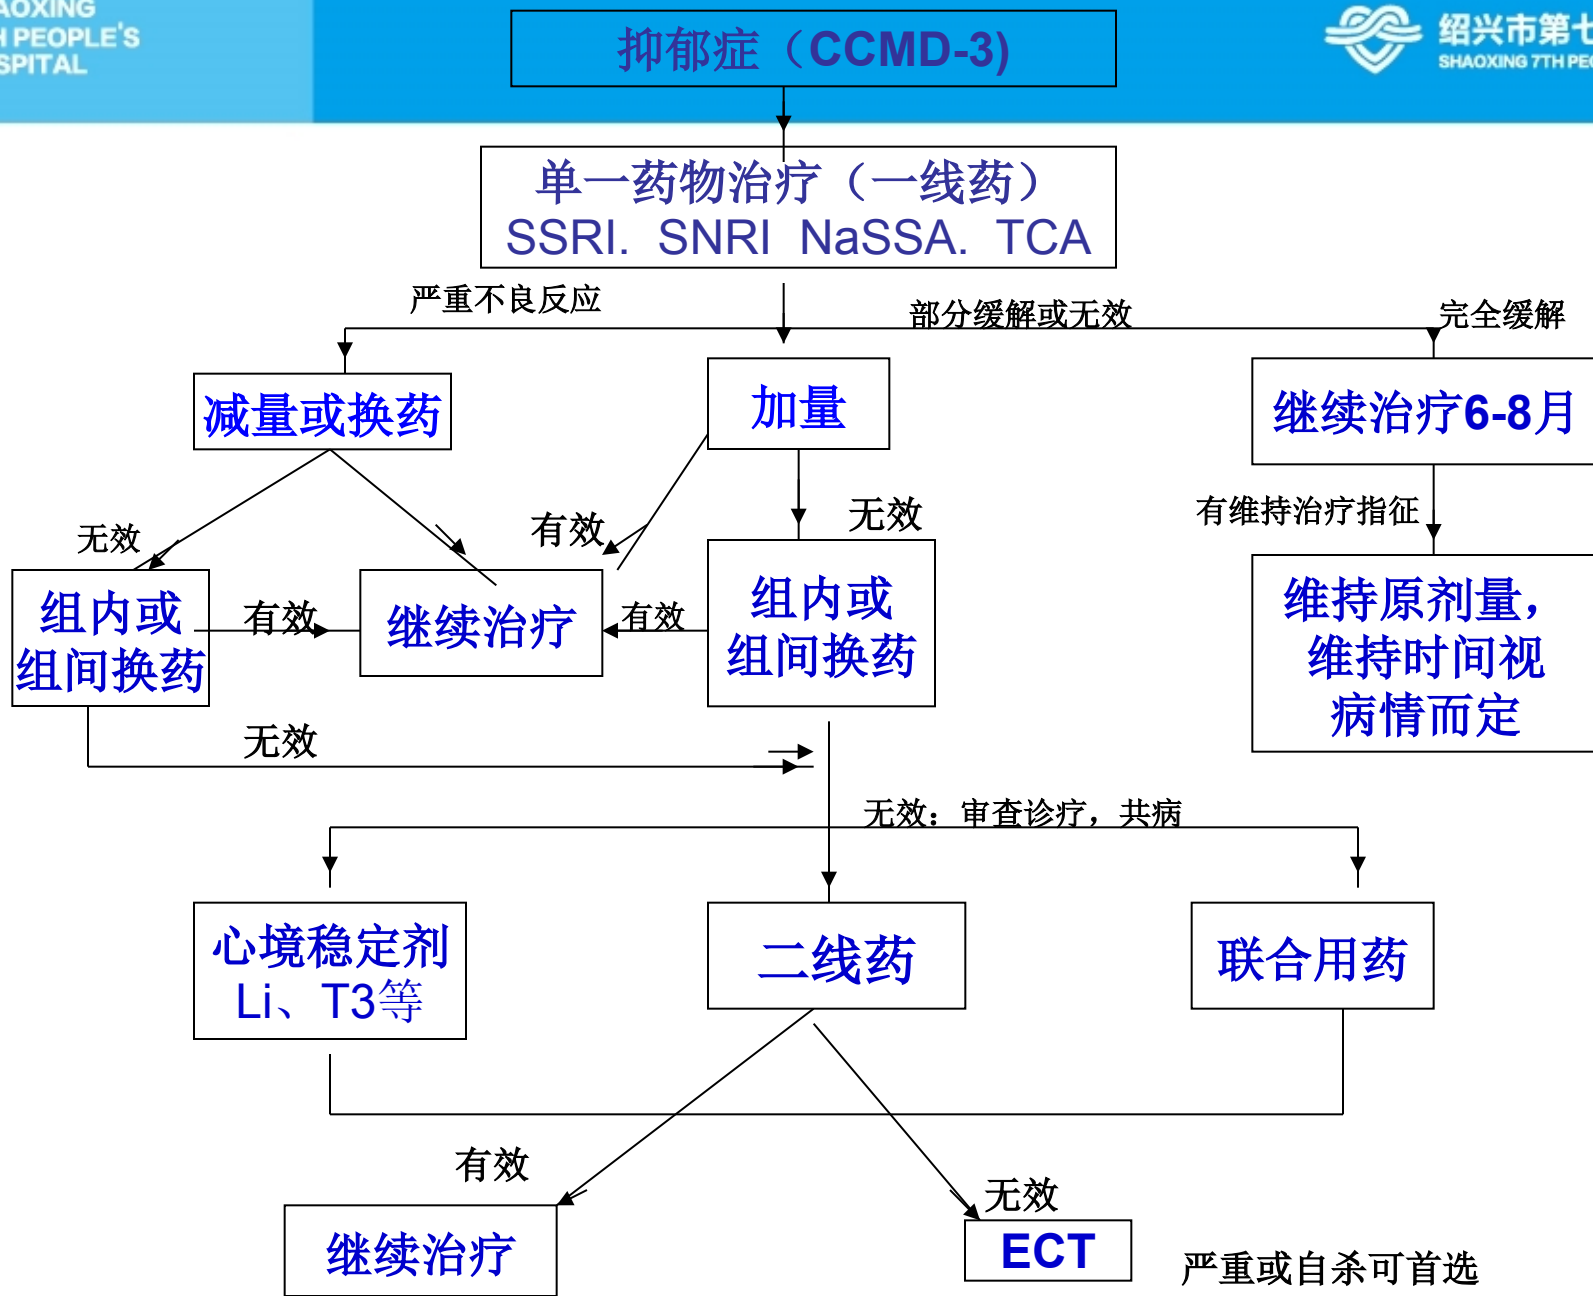 PEOPLE'S
抑郁症（CCMD-3)
绍兴市第七
SHAOXING 7TH
单一药物治疗（一线药）
SSRI. SNRI NaSSA. TCA
严重不良反应
部分缓解或无效
完全缓解
减量或换药
加量
继续治疗6-8月
无效
有效
无效
有维持治疗指征
组内或
组间换药
有效
继续治疗
有效
组内或
组间换药
维持原剂量，
维持时间视
病情而定
无效
无效：审查诊疗，共病
心境稳定剂
Li、T3等
二线药
联合用药
有效
无效
继续治疗
ECT
严重或自杀可首选